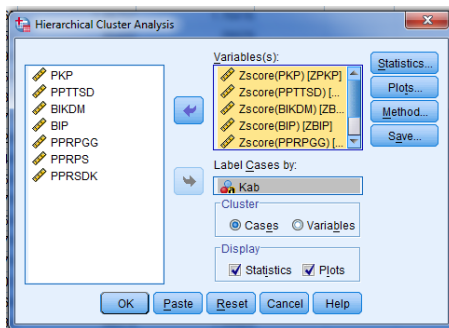 Hierarchical Cluster Analysis
PKP
PPTTSD
BIKDM
BIP
PPRPGG
PPRPS
PPRSDK
Variables(s):
Zscore(PKP) [ZPKP]
Zscore(PPTTSD) [...
Zscore(BIKDM) [ZB...
Zscore(BIP) [ZBIP]
Zscore(PPRPGG) [...
Label Cases by:
Kab
Cluster
Cases Variables
Display
Statistics Plots
Statistics...
Plots...
Method...
Save...
OK Paste Reset Cancel Help